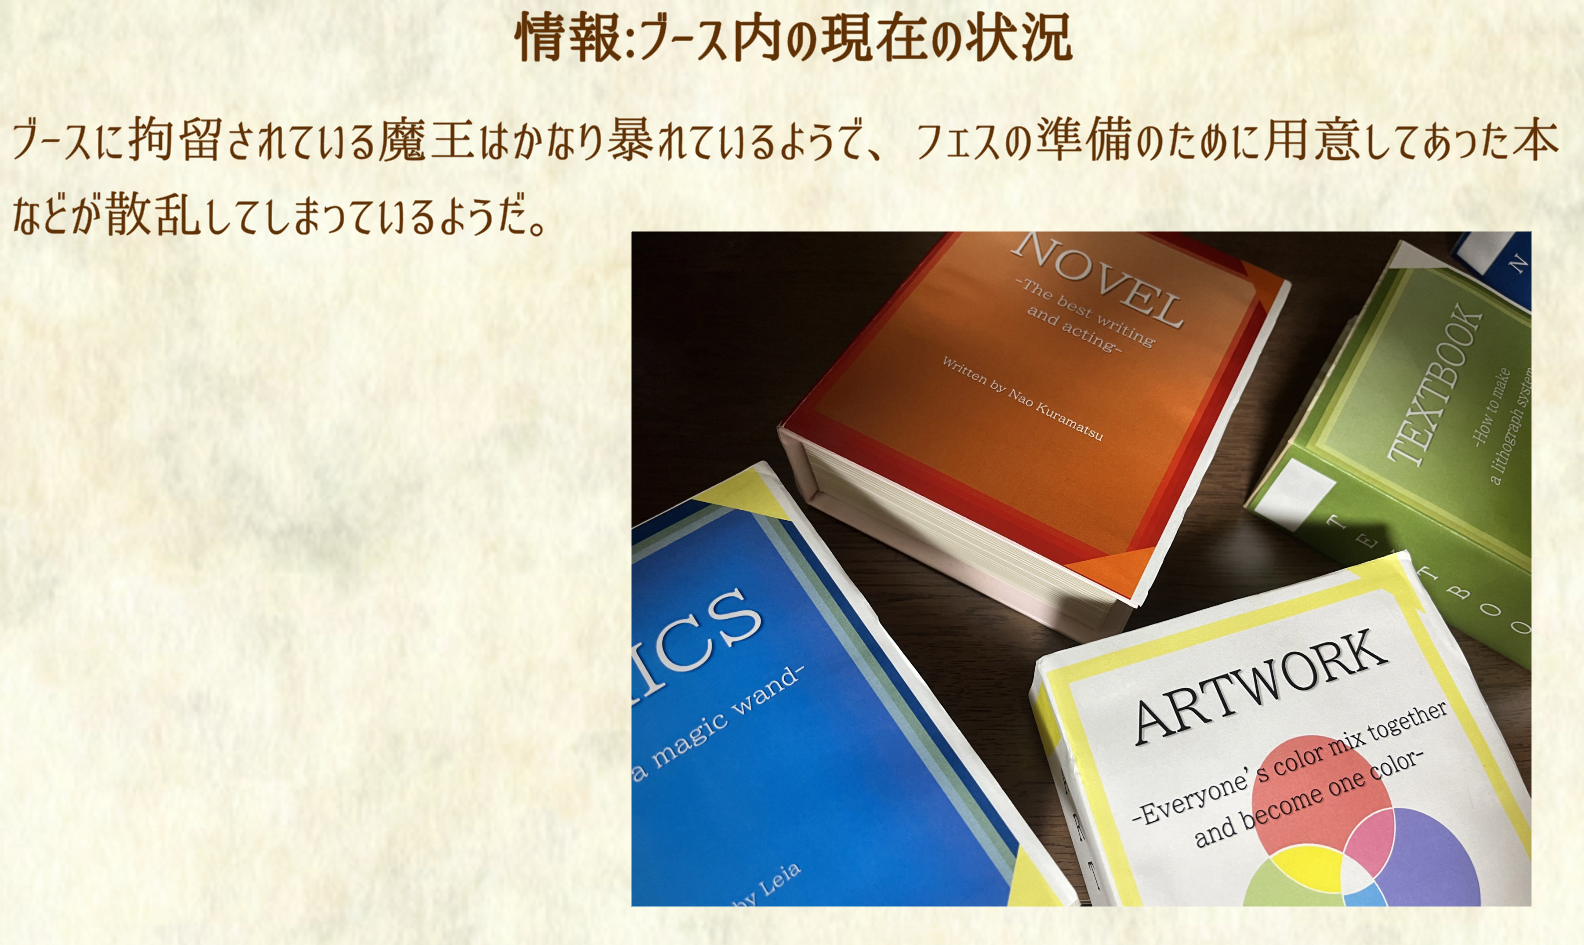 情報:ブース内の現在の状況
ブースに拘留されている魔王はかなり暴れているようで、フェスの準備のために用意してあった本
などが散乱してしまっているようだ。
NOVEL
-The best writing
and acting-
Written by Nao Kuramatsu
N
TEXTBOOK
-How to make
a lithograph system
ICS
a magic wand-
by Leia
ARTWORK
-Everyone's color mix together
and become one color-